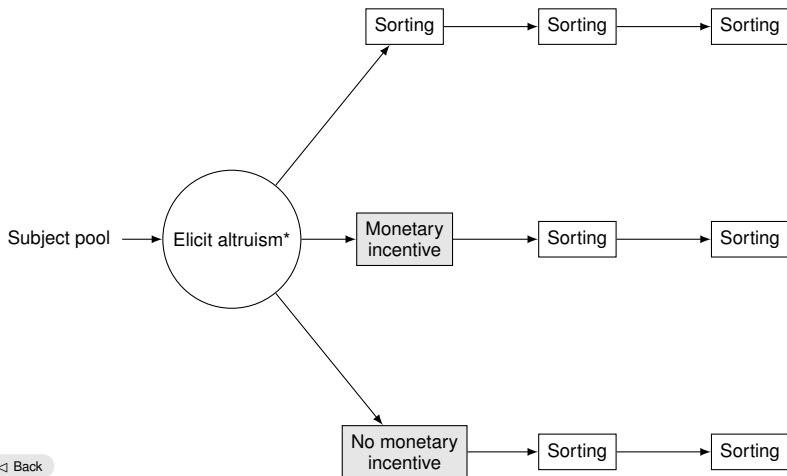 Sorting
Sorting
Sorting
Subject pool
Elicit altruism*
Monetary
incentive
Sorting
Sorting
No monetary
incentive
Sorting
Sorting
Back